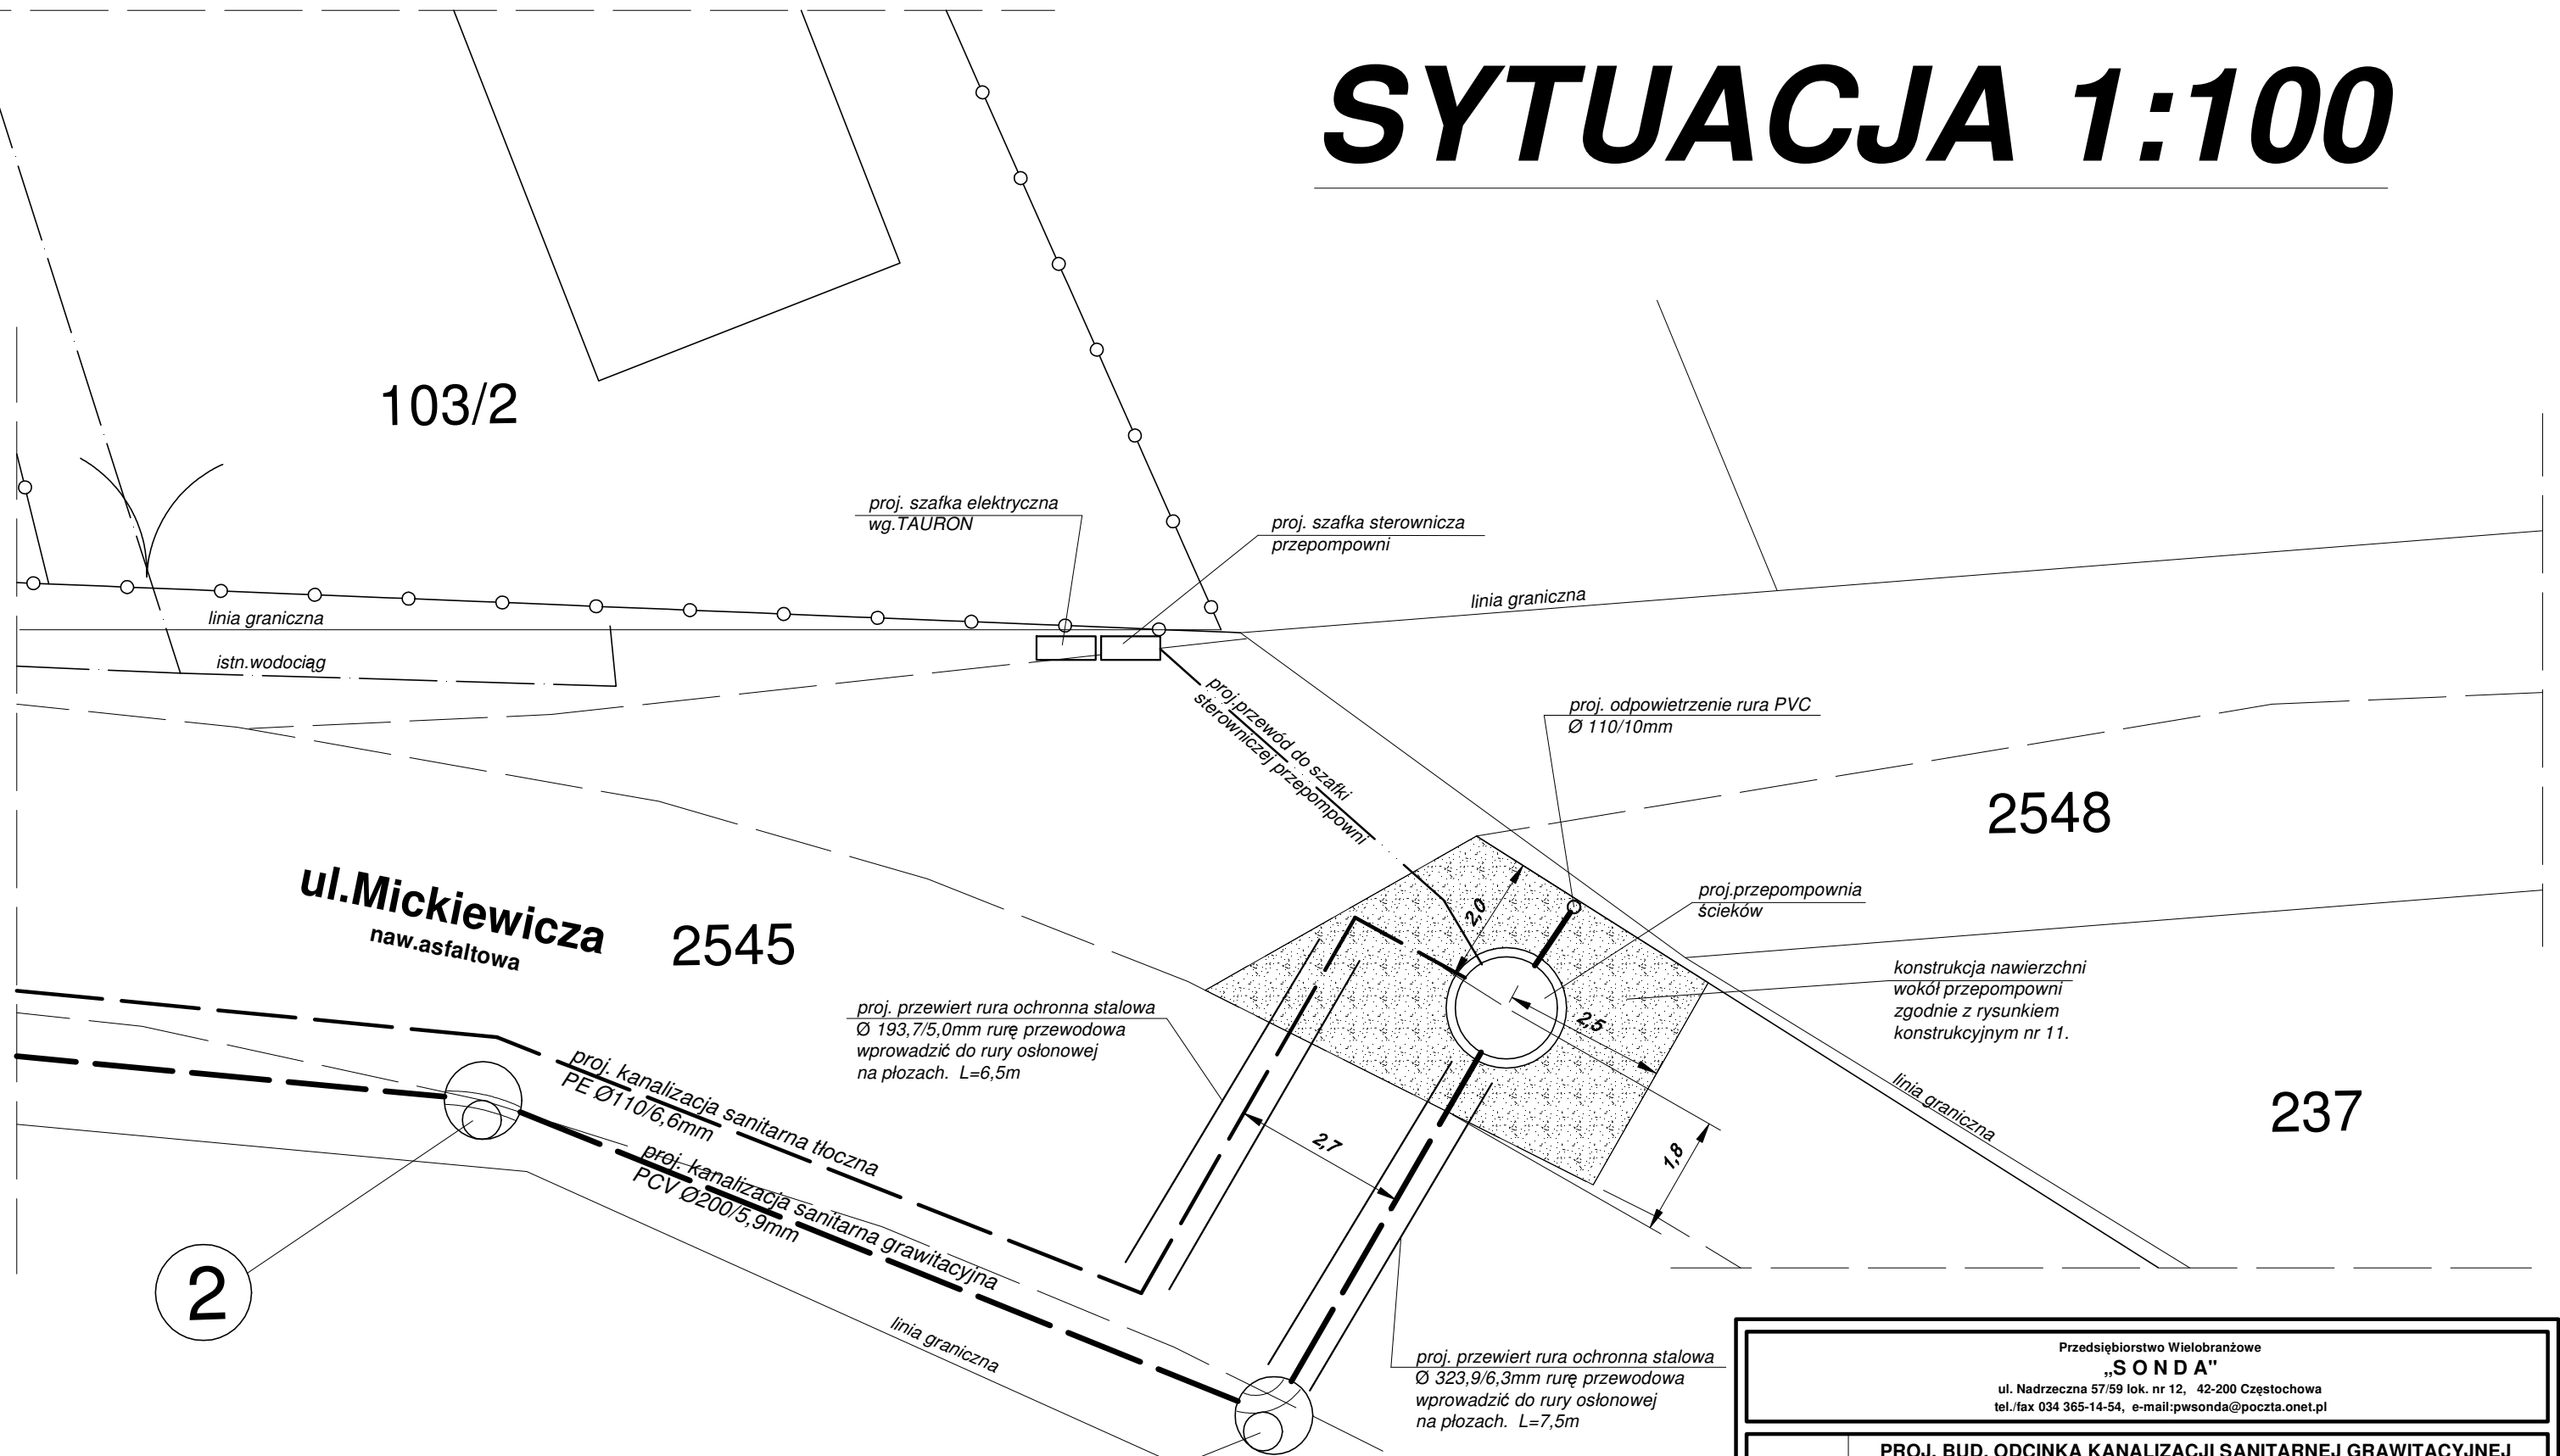 SYTUACJA 1:100
103/2
proj. szafka elektryczna
wg.TAURON
proj. szafka sterownicza
przepompowni
linia graniczna
linia graniczna
istn.wodociąg
proj.przewód do szafki
sterowniczej przepompowni
proj. odpowietrzenie rura PVC
Ø 110/10mm
2548
ul.Mickiewicza
naw.asfaltowa
2545
proj.przepompownia
ścieków
2,0
2,5
konstrukcja nawierzchni
wokół przepompowni
zgodnie z rysunkiem
konstrukcyjnym nr 11.
proj. przewiert rura ochronna stalowa
Ø 193,7/5,0mm rurę przewodowa
wprowadzić do rury osłonowej
na płozach. L=6,5m
proj. kanalizacja sanitarna tłoczna
PE Ø110/6,6mm
linia graniczna
237
2,7
1,8
proj. kanalizacja sanitarna grawitacyjna
PCV Ø200/5,9mm
2
linia graniczna
proj. przewiert rura ochronna stalowa
Ø 323,9/6,3mm rurę przewodowa
wprowadzić do rury osłonowej
na płozach. L=7,5m
Przedsiębiorstwo Wielobranżowe
„S O N D A"
ul. Nadrzeczna 57/59 lok. nr 12, 42-200 Częstochowa
tel./fax 034 365-14-54, e-mail:pwsonda@poczta.onet.pl
PROJ. BUD. ODCINKA KANALIZACJI SANITARNEJ GRAWITACYJNEJ